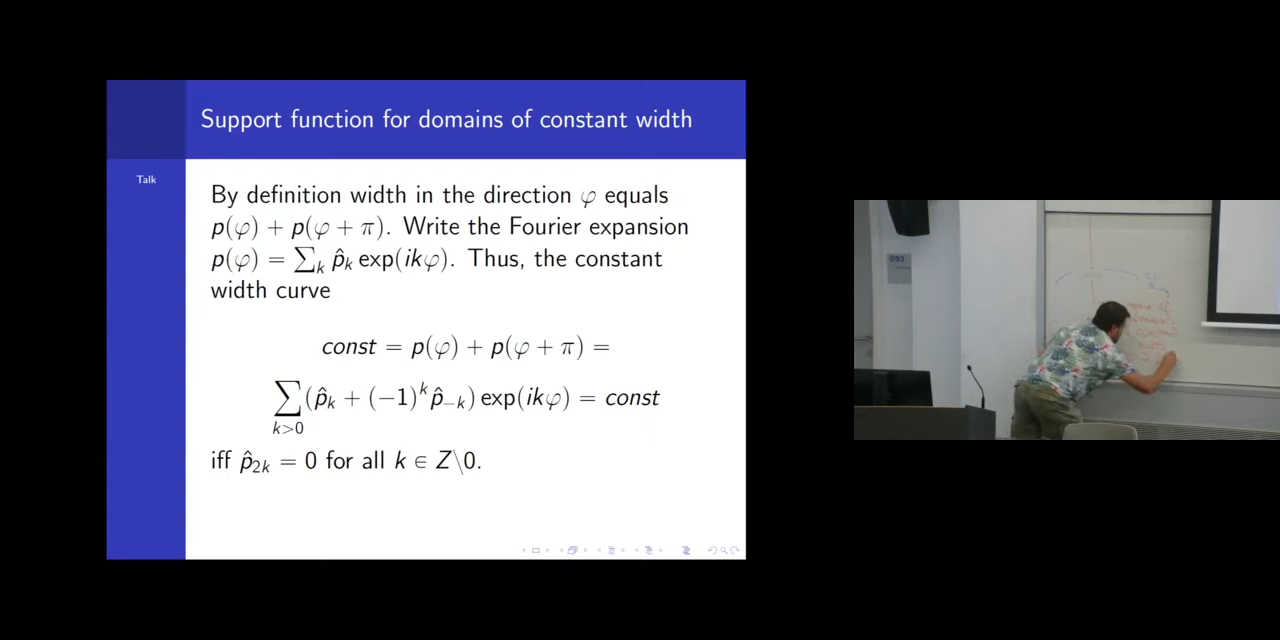 Support function for domains of constant width
Talk
By definition width in the direction φ equals
p(φ) + p(φ + π). Write the Fourier expansion
p(φ) = ∑_k p̂_k exp(ikφ). Thus, the constant
width curve
const = p(φ) + p(φ + π) =
∑_{k>0} (p̂_k + (−1)^k p̂_{−k}) exp(ikφ) = const
iff p̂_{2k} = 0 for all k ∈ Z\0.